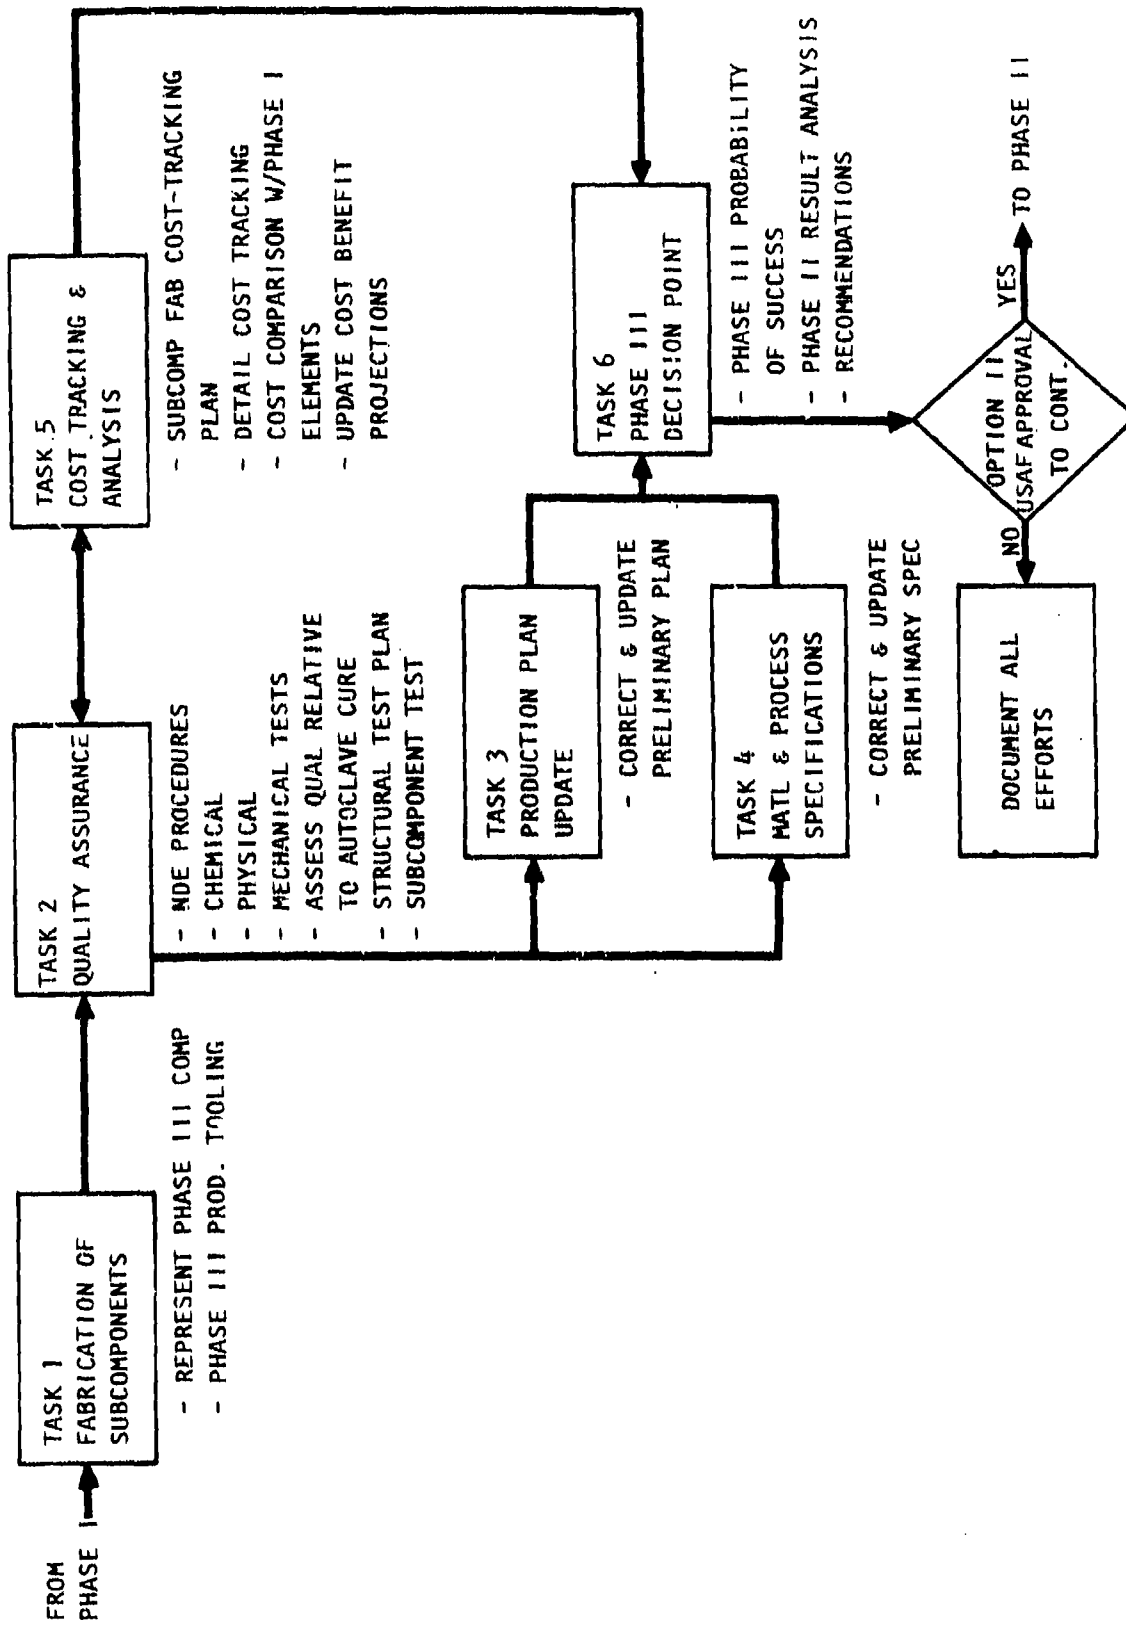 FROM
PHASE I
TASK 1
FABRICATION OF
SUBCOMPONENTS
- REPRESENT PHASE III COMP
- PHASE III PROD. TOOLING
TASK 2
QUALITY ASSURANCE
- NDE PROCEDURES
- CHEMICAL
- PHYSICAL
- MECHANICAL TESTS
- ASSESS QUAL RELATIVE
TO AUTOCLAVE CURE
- STRUCTURAL TEST PLAN
- SUBCOMPONENT TEST
TASK 5
COST TRACKING &
ANALYSIS
- SUBCOMP FAB COST-TRACKING
PLAN
- DETAIL COST TRACKING
- COST COMPARISON W/PHASE I
ELEMENTS
- UPDATE COST BENEFIT
PROJECTIONS
TASK 3
PRODUCTION PLAN
UPDATE
- CORRECT & UPDATE
PRELIMINARY PLAN
TASK 4
MATL & PROCESS
SPECIFICATIONS
- CORRECT & UPDATE
PRELIMINARY SPEC
TASK 6
PHASE III
DECISION POINT
- PHASE III PROBABILITY
OF SUCCESS
- PHASE II RESULT ANALYSIS
- RECOMMENDATIONS
OPTION II
USAF APPROVAL
TO CONT.
YES
TO PHASE II
NO
DOCUMENT ALL
EFFORTS